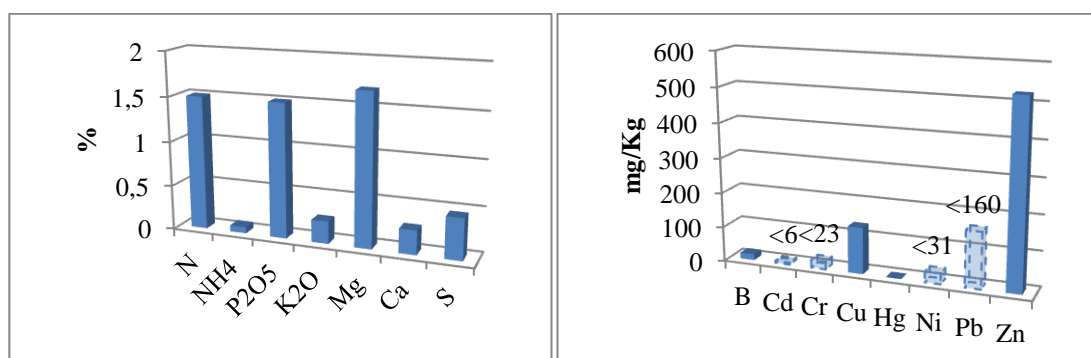 2
1,5
1
0,5
0
%
N
NH4
P2O5
K2O
Mg
Ca
S
600
500
400
300
200
100
0
mg/Kg
<6
<23
<31
<160
B
Cd
Cr
Cu
Hg
Ni
Pb
Zn